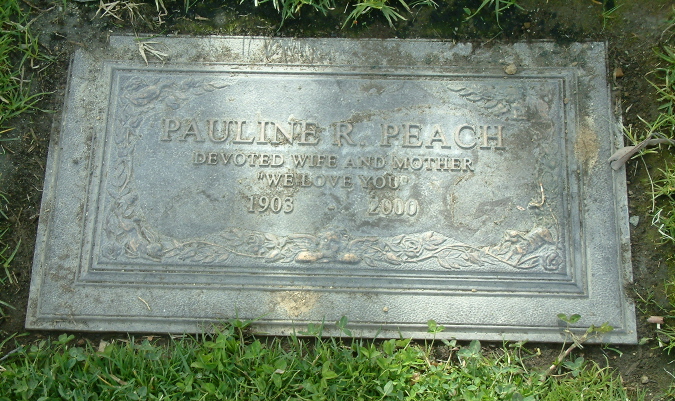 PAULINE R. PEACH
DEVOTED WIFE AND MOTHER
"WE LOVE YOU"
1903 2000